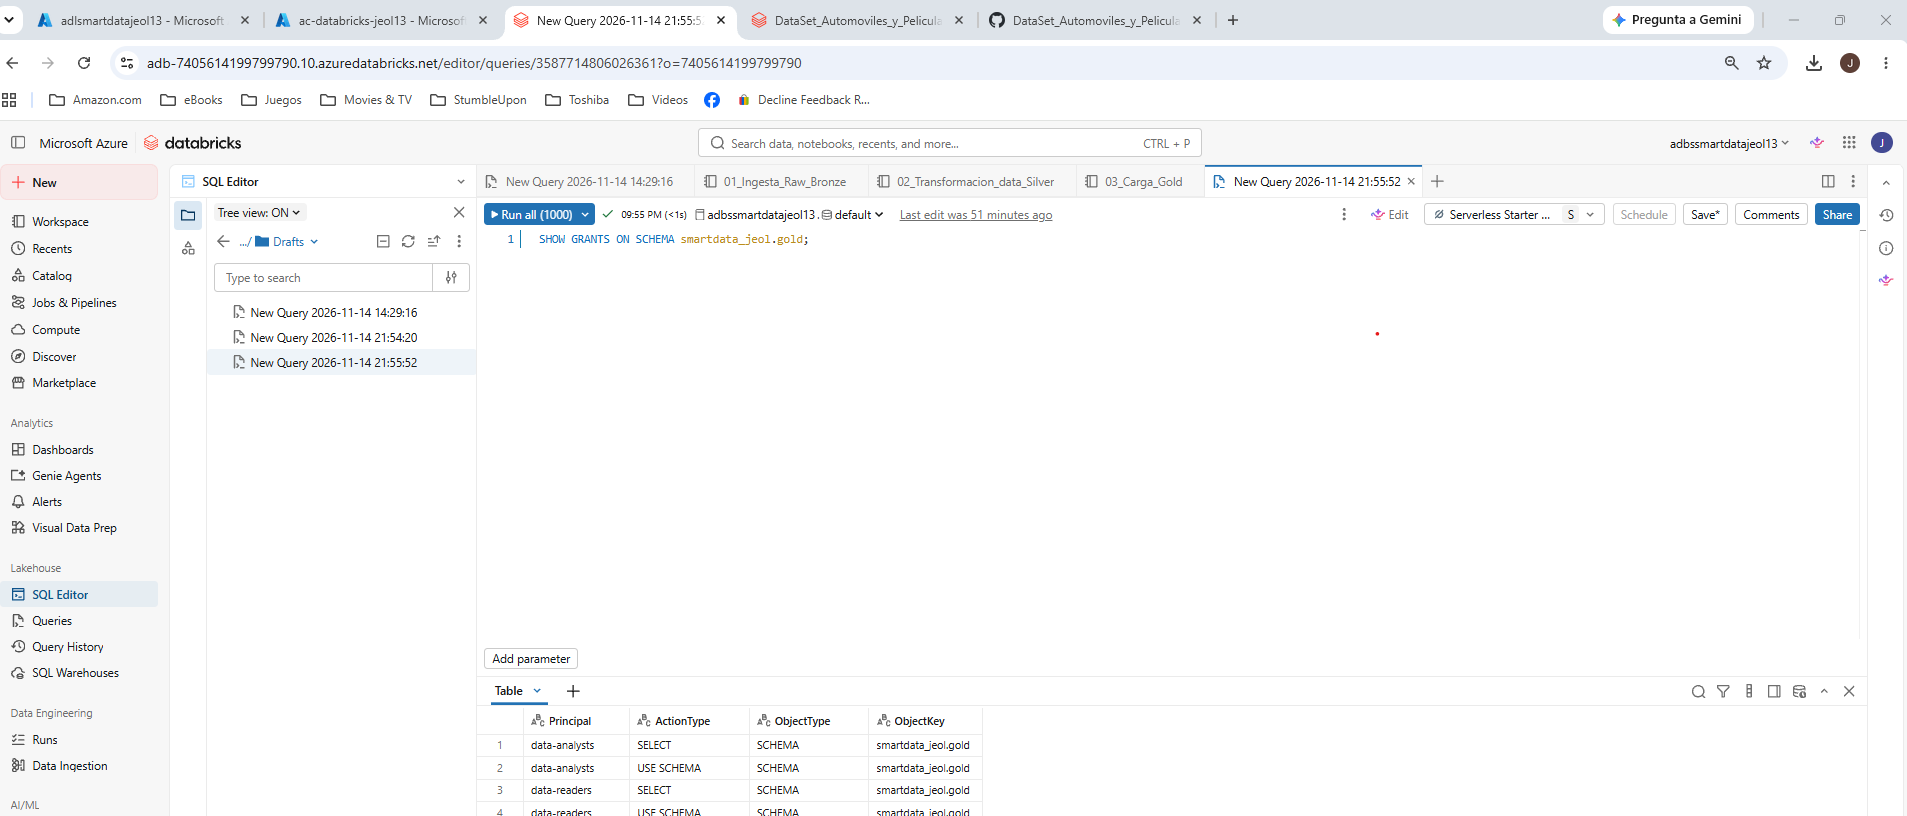 adlsmartdatajeol13 - Microsoft
ac-databricks-jeol13 - Microsof
New Query 2026-11-14 21:55:5
DataSet_Automoviles_y_Pelicula
DataSet_Automoviles_y_Pelicula
Pregunta a Gemini
adb-7405614199799790.10.azuredatabricks.net/editor/queries/3587714806026361?o=7405614199799790
J
Amazon.com
eBooks
Juegos
Movies & TV
StumbleUpon
Toshiba
Videos
Decline Feedback R...
Microsoft Azure
databricks
Search data, notebooks, recents, and more...
CTRL + P
adbssmartdatajeol13
J
New
Workspace
Recents
Catalog
Jobs & Pipelines
Compute
Discover
Marketplace
Analytics
Dashboards
Genie Agents
Alerts
Visual Data Prep
Lakehouse
SQL Editor
Queries
Query History
SQL Warehouses
Data Engineering
Runs
Data Ingestion
AI/ML
SQL Editor
Tree view: ON
.../ Drafts
Type to search
New Query 2026-11-14 14:29:16
New Query 2026-11-14 21:54:20
New Query 2026-11-14 21:55:52
New Query 2026-11-14 14:29:16
01_Ingesta_Raw_Bronze
02_Transformacion_data_Silver
03_Carga_Gold
New Query 2026-11-14 21:55:52
Run all (1000)
09:55 PM (<1s)
adbssmartdatajeol13.
default
Last edit was 51 minutes ago
Edit
Serverless Starter ...
S
Schedule
Save*
Comments
Share
1 SHOW GRANTS ON SCHEMA smartdata_jeol.gold;
Add parameter
Table
Principal ActionType ObjectType ObjectKey
1 data-analysts SELECT SCHEMA smartdata_jeol.gold
2 data-analysts USE SCHEMA SCHEMA smartdata_jeol.gold
3 data-readers SELECT SCHEMA smartdata_jeol.gold
4 data-readers USE SCHEMA SCHEMA smartdata_jeol.gold